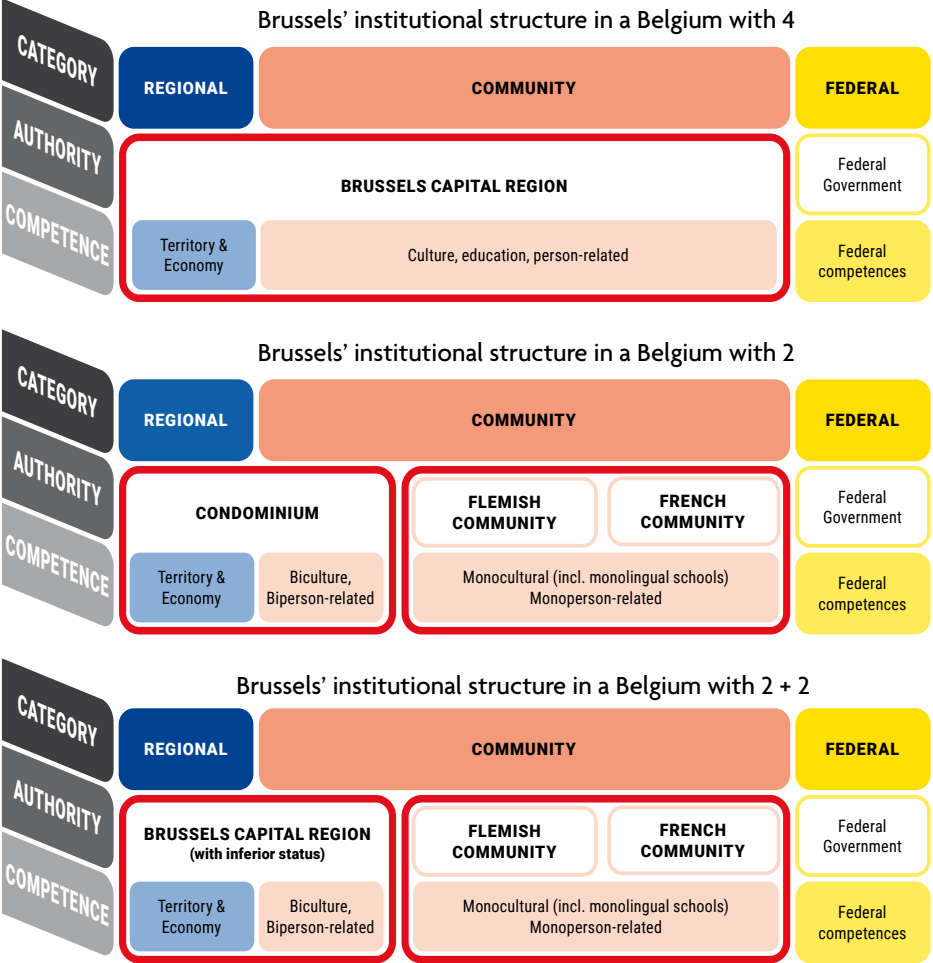 Brussels’ institutional structure in a Belgium with 4
CATEGORY
REGIONAL
COMMUNITY
FEDERAL
AUTHORITY
BRUSSELS CAPITAL REGION
Federal
Government
COMPETENCE
Territory &
Economy
Culture, education, person-related
Federal
competences
Brussels’ institutional structure in a Belgium with 2
CATEGORY
REGIONAL
COMMUNITY
FEDERAL
AUTHORITY
CONDOMINIUM
FLEMISH
COMMUNITY
FRENCH
COMMUNITY
Federal
Government
COMPETENCE
Territory &
Economy
Biculture,
Biperson-related
Monocultural (incl. monolingual schools)
Monoperson-related
Federal
competences
Brussels’ institutional structure in a Belgium with 2 + 2
CATEGORY
REGIONAL
COMMUNITY
FEDERAL
AUTHORITY
BRUSSELS CAPITAL REGION
(with inferior status)
FLEMISH
COMMUNITY
FRENCH
COMMUNITY
Federal
Government
COMPETENCE
Territory &
Economy
Biculture,
Biperson-related
Monocultural (incl. monolingual schools)
Monoperson-related
Federal
competences